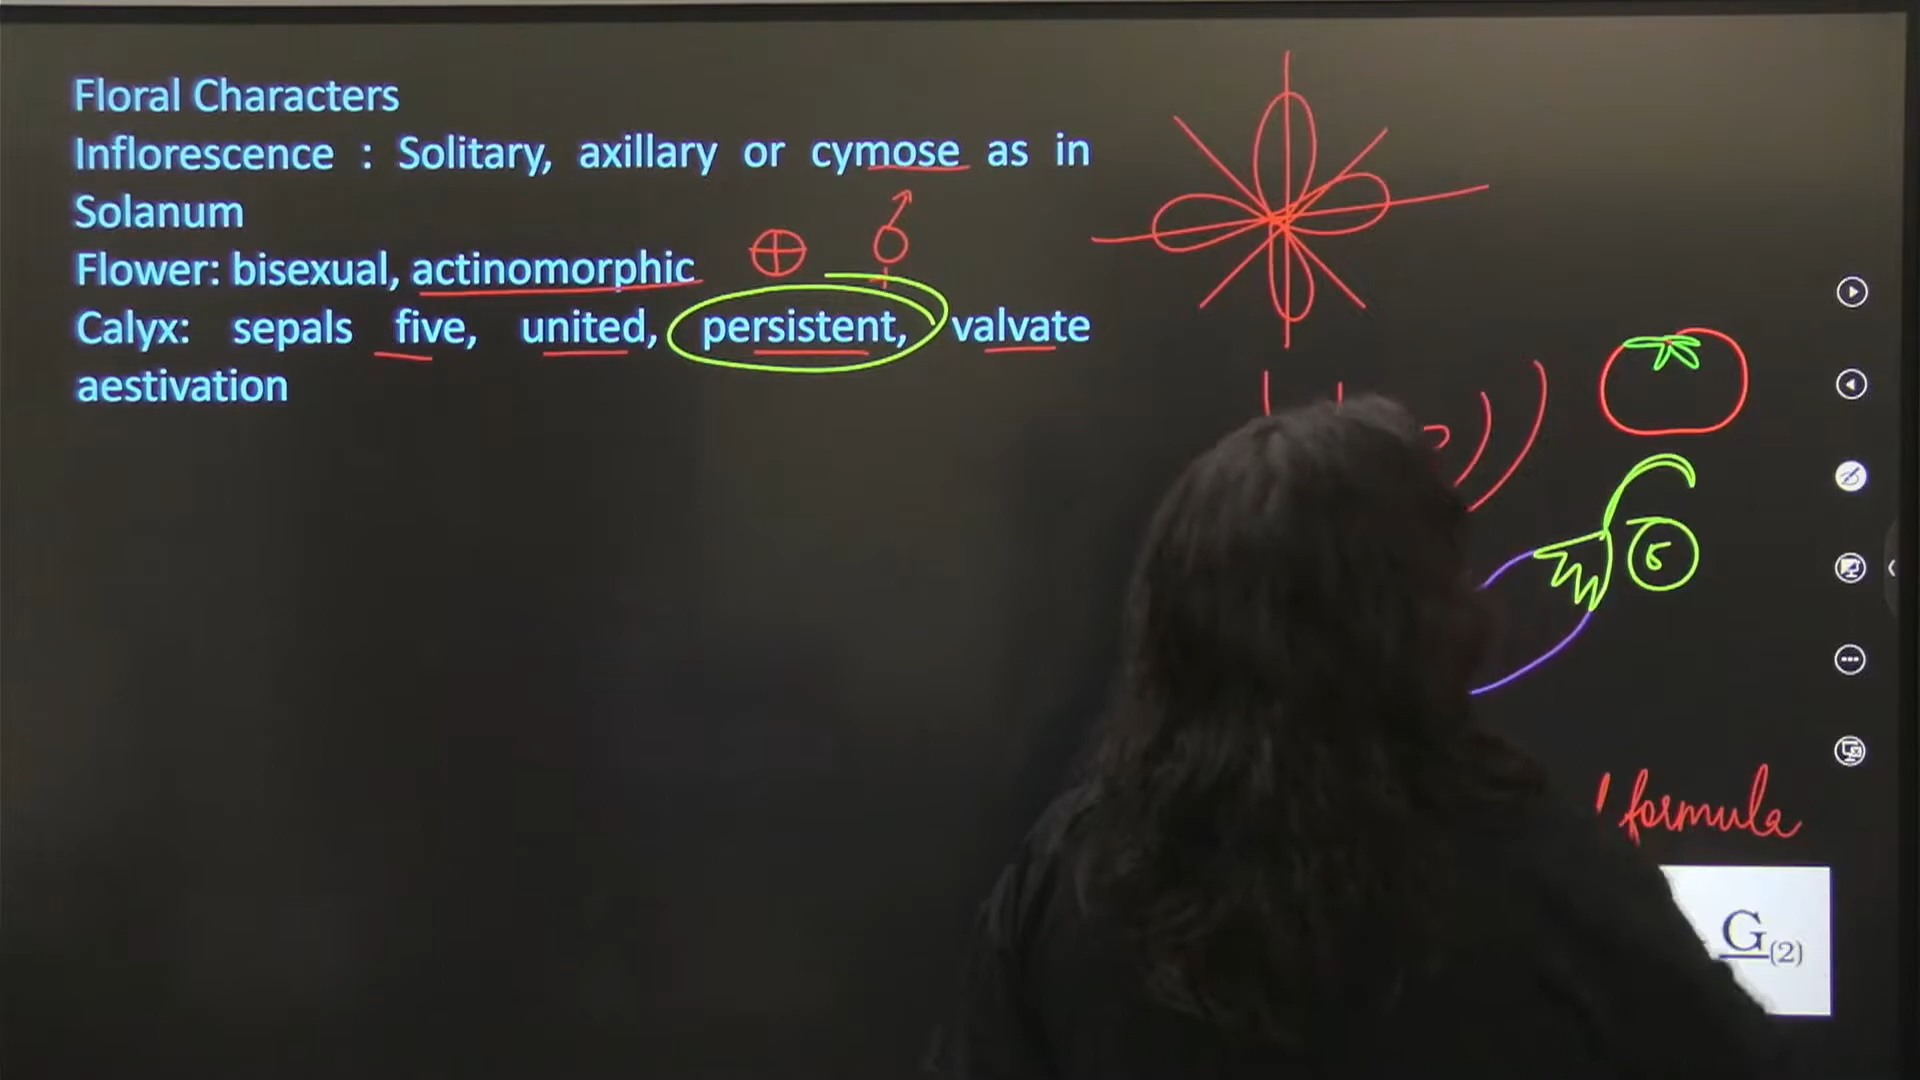 Floral Characters
Inflorescence : Solitary, axillary or cymose as in
Solanum
Flower: bisexual, actinomorphic
Calyx: sepals five, united, persistent, valvate
aestivation
5
formula
G(2)